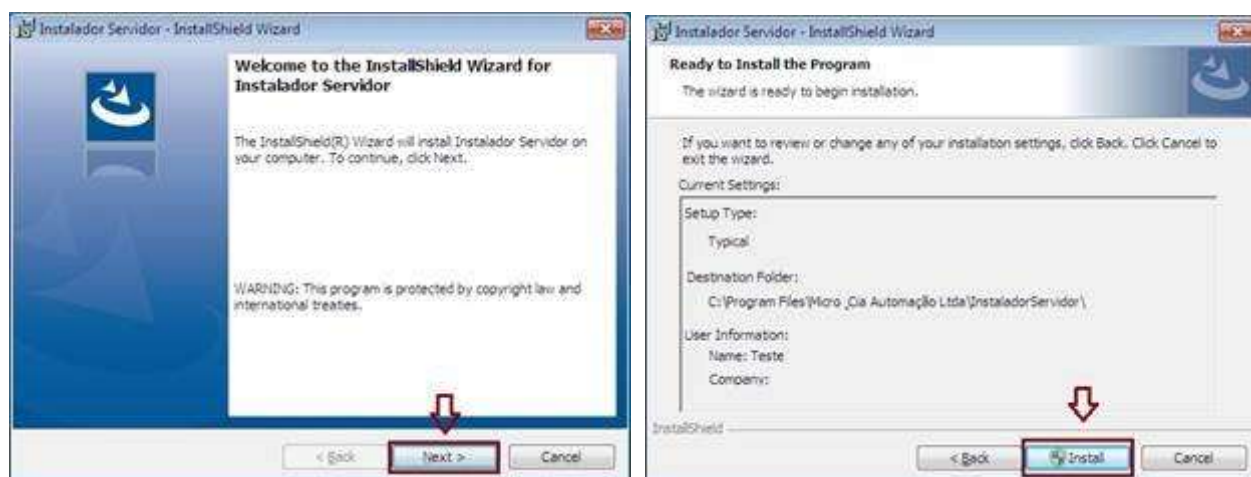 Instalador Servidor - InstallShield Wizard
Welcome to the InstallShield Wizard for
Instalador Servidor
The InstallShield(R) Wizard will install Instalador Servidor on
your computer. To continue, click Next.
WARNING: This program is protected by copyright law and
international treaties.
< Back
Next >
Cancel
Instalador Servidor - InstallShield Wizard
Ready to Install the Program
The wizard is ready to begin installation.
If you want to review or change any of your installation settings, click Back. Click Cancel to
exit the wizard.
Current Settings:
Setup Type:
Typical
Destination Folder:
C:\Program Files\Micro_Cia Automação Ltda\InstaladorServidor\
User Information:
Name: Teste
Company:
InstallShield
< Back
Install
Cancel